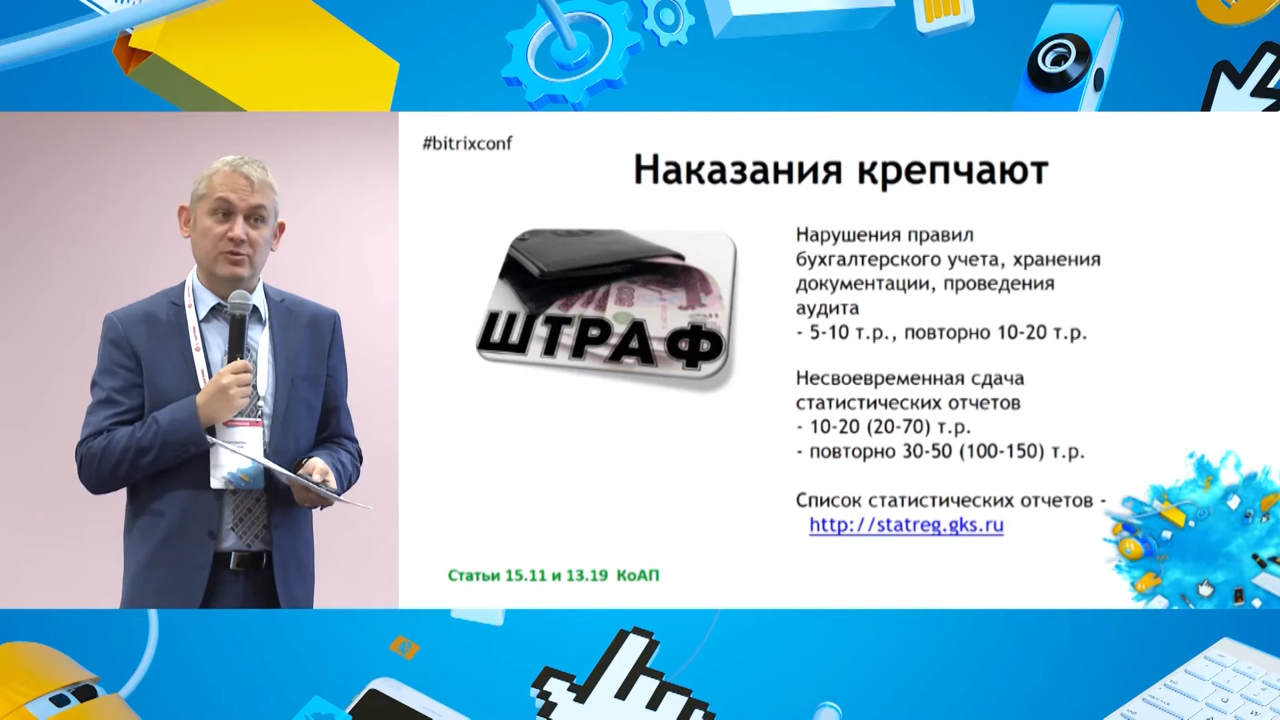 #bitrixconf
Наказания крепчают
ШТРАФ
Нарушения правил
бухгалтерского учета, хранения
документации, проведения
аудита
- 5-10 т.р., повторно 10-20 т.р.
Несвоевременная сдача
статистических отчетов
- 10-20 (20-70) т.р.
- повторно 30-50 (100-150) т.р.
Список статистических отчетов -
http://statreg.gks.ru
Статьи 15.11 и 13.19 КоАП